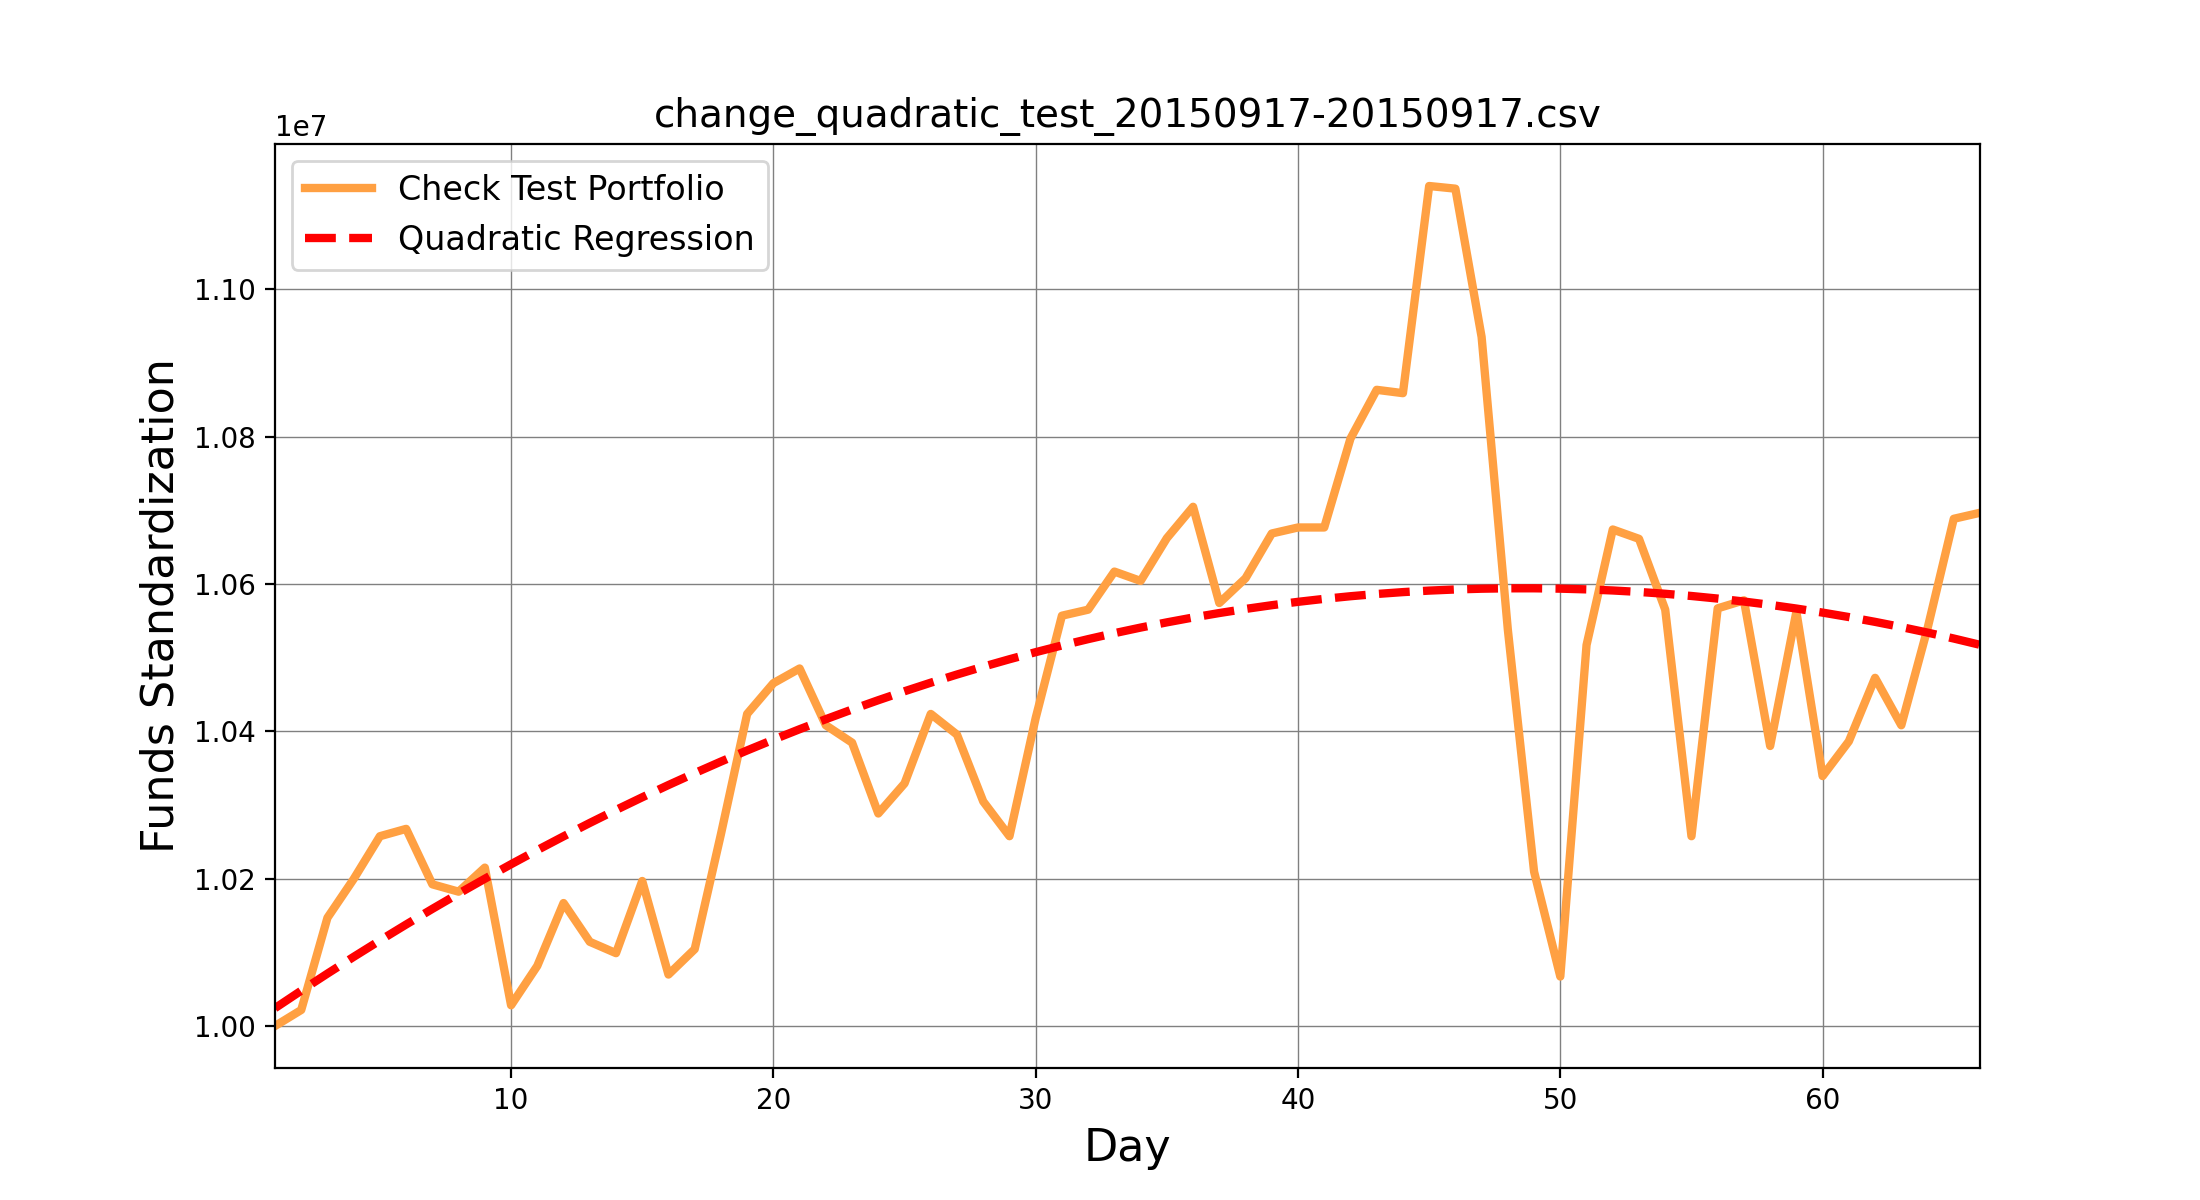 change_quadratic_test_20150917-20150917.csv
1e7
Check Test Portfolio
Quadratic Regression
1.10
1.08
1.06
1.04
1.02
1.00
Funds Standardization
10 20 30 40 50 60
Day